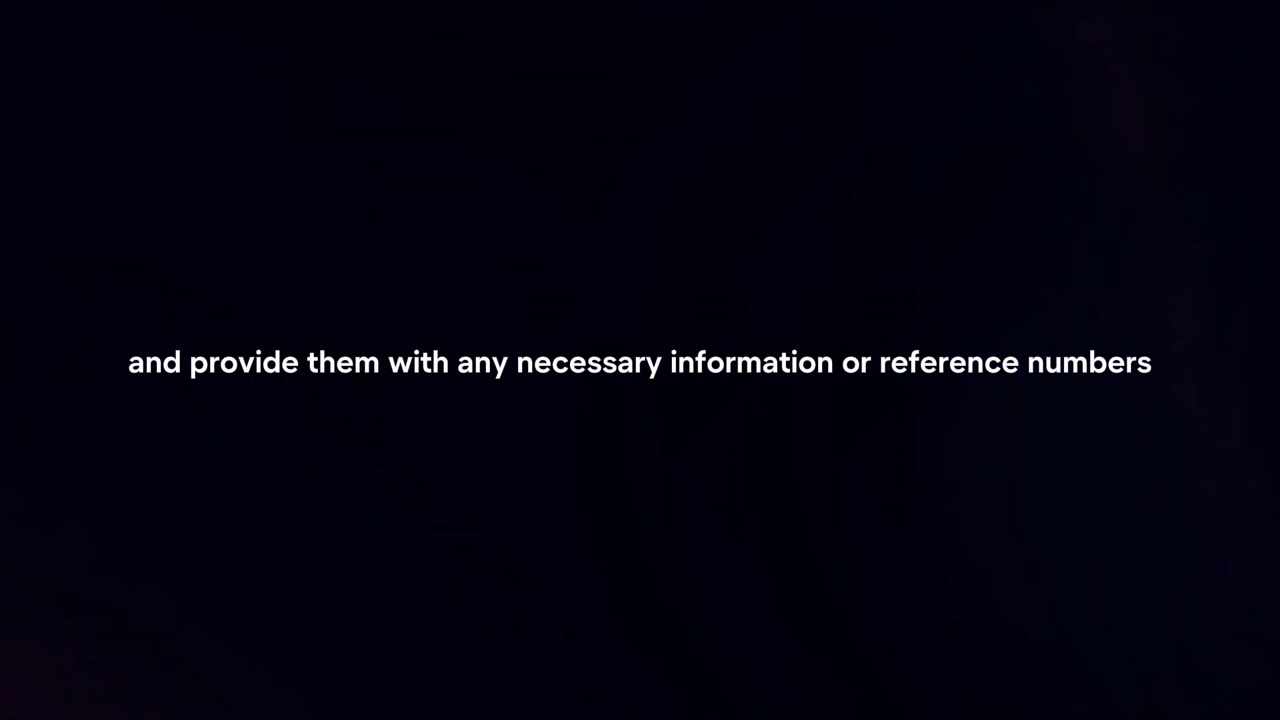 and provide them with any necessary information or reference numbers